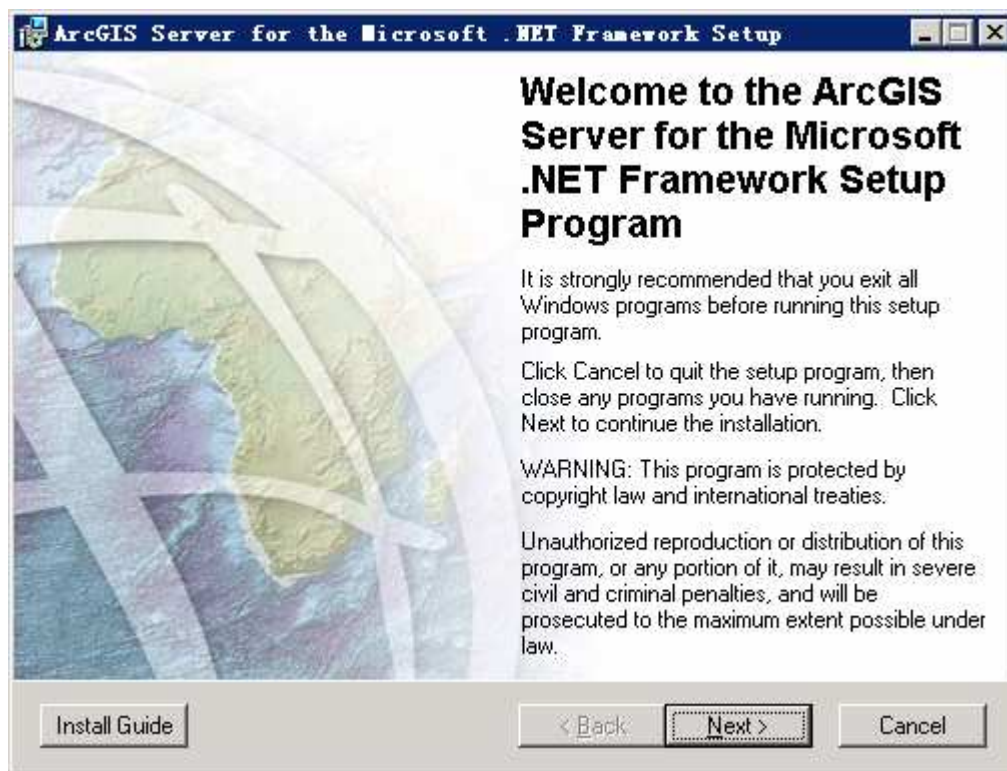 ArcGIS Server for the Microsoft .NET Framework Setup
Welcome to the ArcGIS
Server for the Microsoft
.NET Framework Setup
Program
It is strongly recommended that you exit all
Windows programs before running this setup
program.
Click Cancel to quit the setup program, then
close any programs you have running.  Click
Next to continue the installation.
WARNING: This program is protected by
copyright law and international treaties.
Unauthorized reproduction or distribution of this
program, or any portion of it, may result in severe
civil and criminal penalties, and will be
prosecuted to the maximum extent possible under
law.
Install Guide
< Back
Next >
Cancel